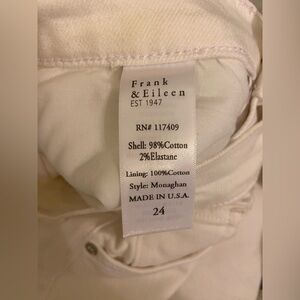 Frank
& Eileen
EST 1947
RN# 117409
Shell: 98%Cotton
2%Elastane
Lining: 100%Cotton
Style: Monaghan
MADE IN U.S.A.
24